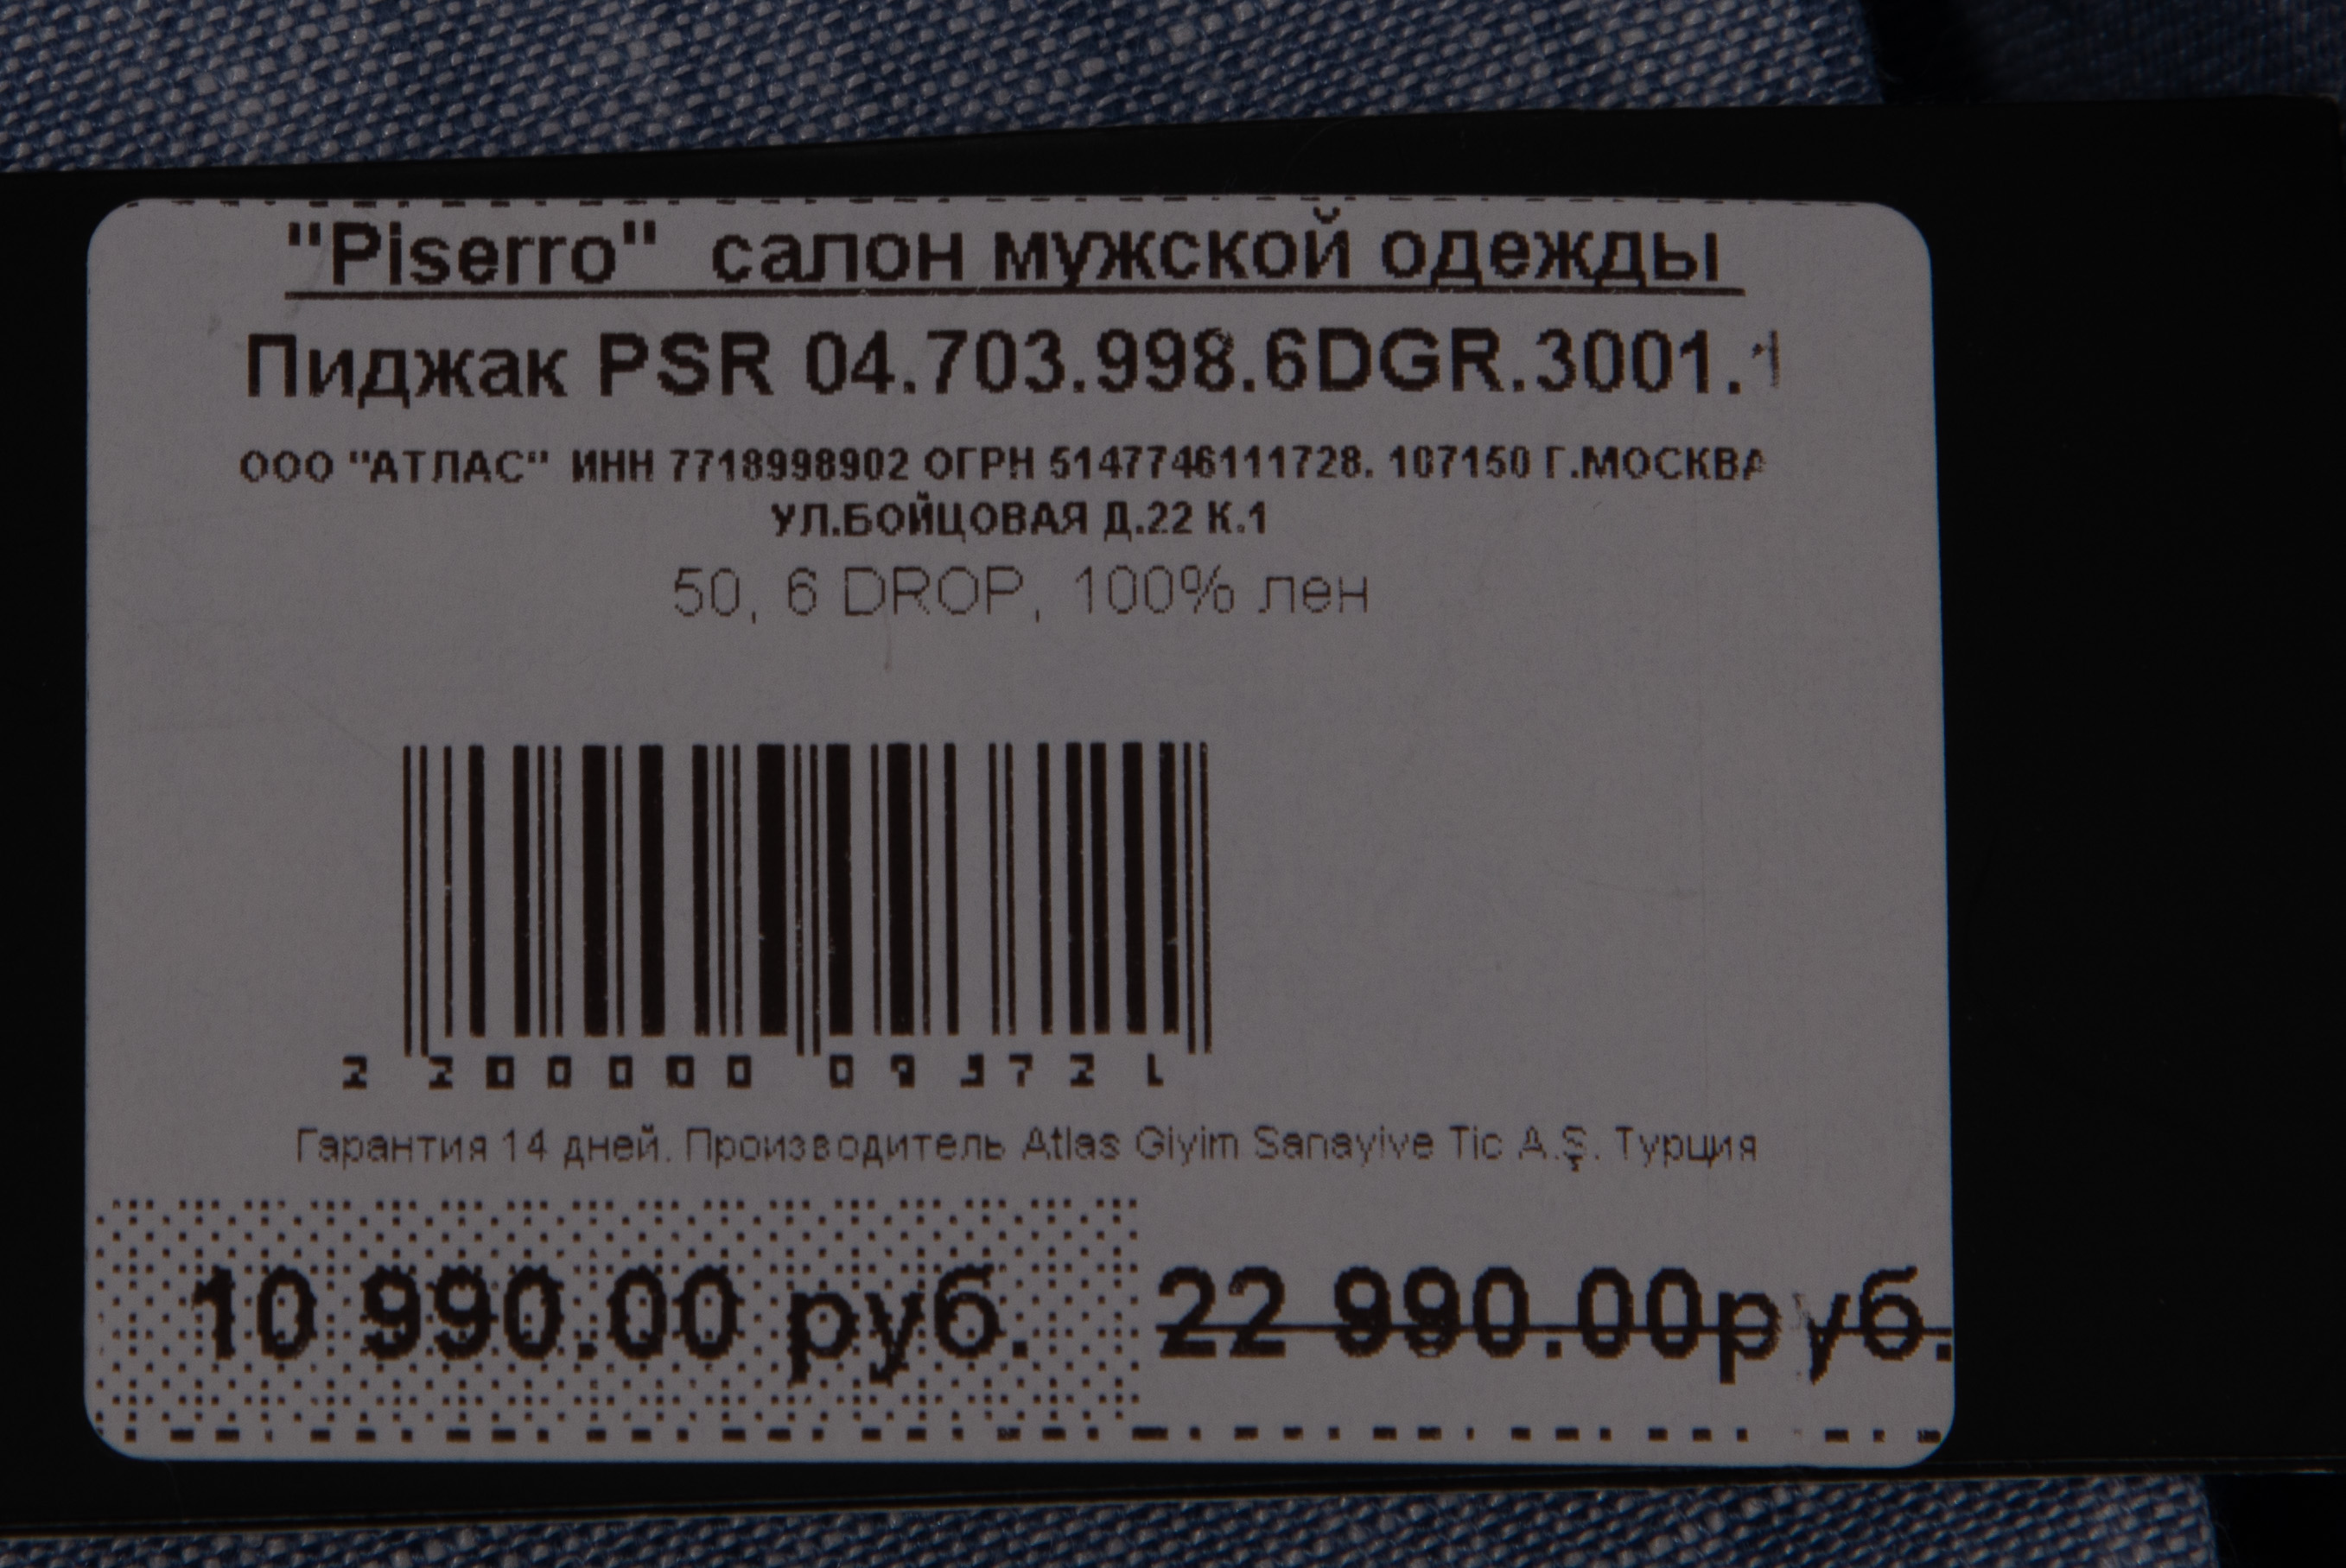 "Piserro" салон мужской одежды
Пиджак PSR 04.703.998.6DGR.3001.1
ООО "АТЛАС" ИНН 7718998902 ОГРН 5147746111728. 107150 Г.МОСКВА
УЛ.БОЙЦОВАЯ Д.22 К.1
50, 6 DROP, 100% лен
2 200000 093721
Гарантия 14 дней. Производитель Atlas Giyim Sanayive Tic A.Ş. Турция
10 990.00 руб. 22 990.00руб.